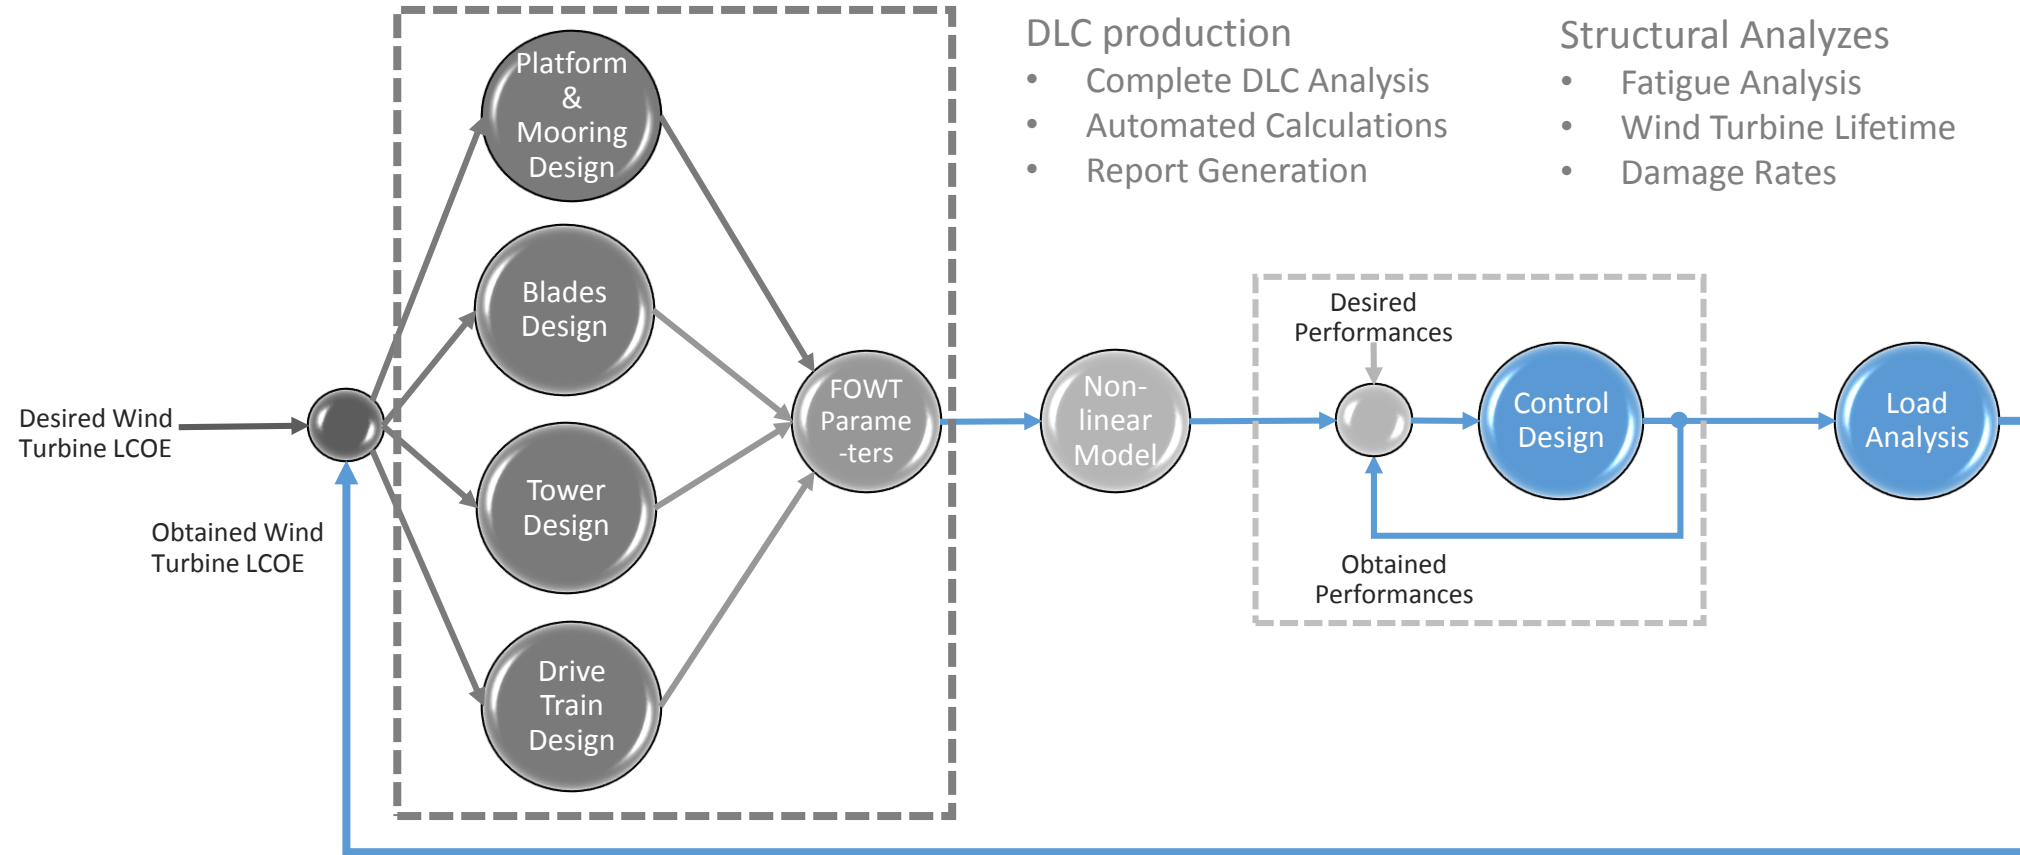 Platform
&
Mooring
Design
Blades
Design
Tower
Design
Drive
Train
Design
Desired Wind
Turbine LCOE
Obtained Wind
Turbine LCOE
FOWT
Parame
-ters
DLC production
• Complete DLC Analysis
• Automated Calculations
• Report Generation
Structural Analyzes
• Fatigue Analysis
• Wind Turbine Lifetime
• Damage Rates
Non-
linear
Model
Desired
Performances
Control
Design
Obtained
Performances
Load
Analysis